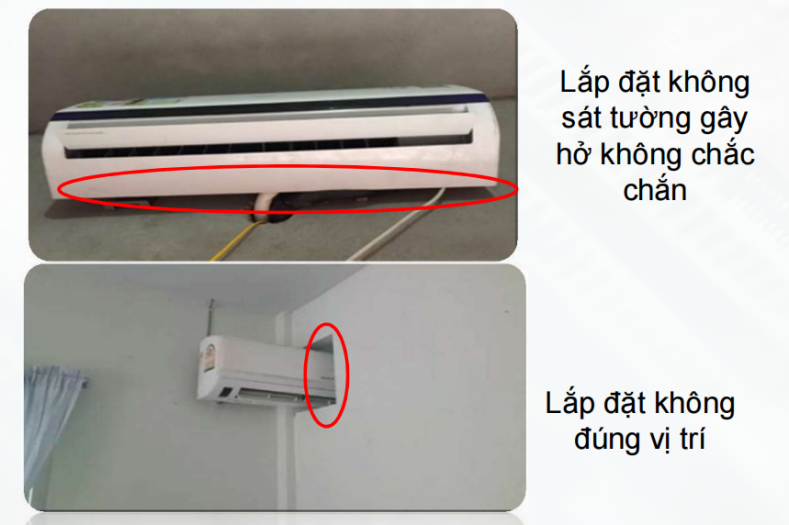 Lắp đặt không
sát tường gây
hở không chắc
chắn
Lắp đặt không
đúng vị trí